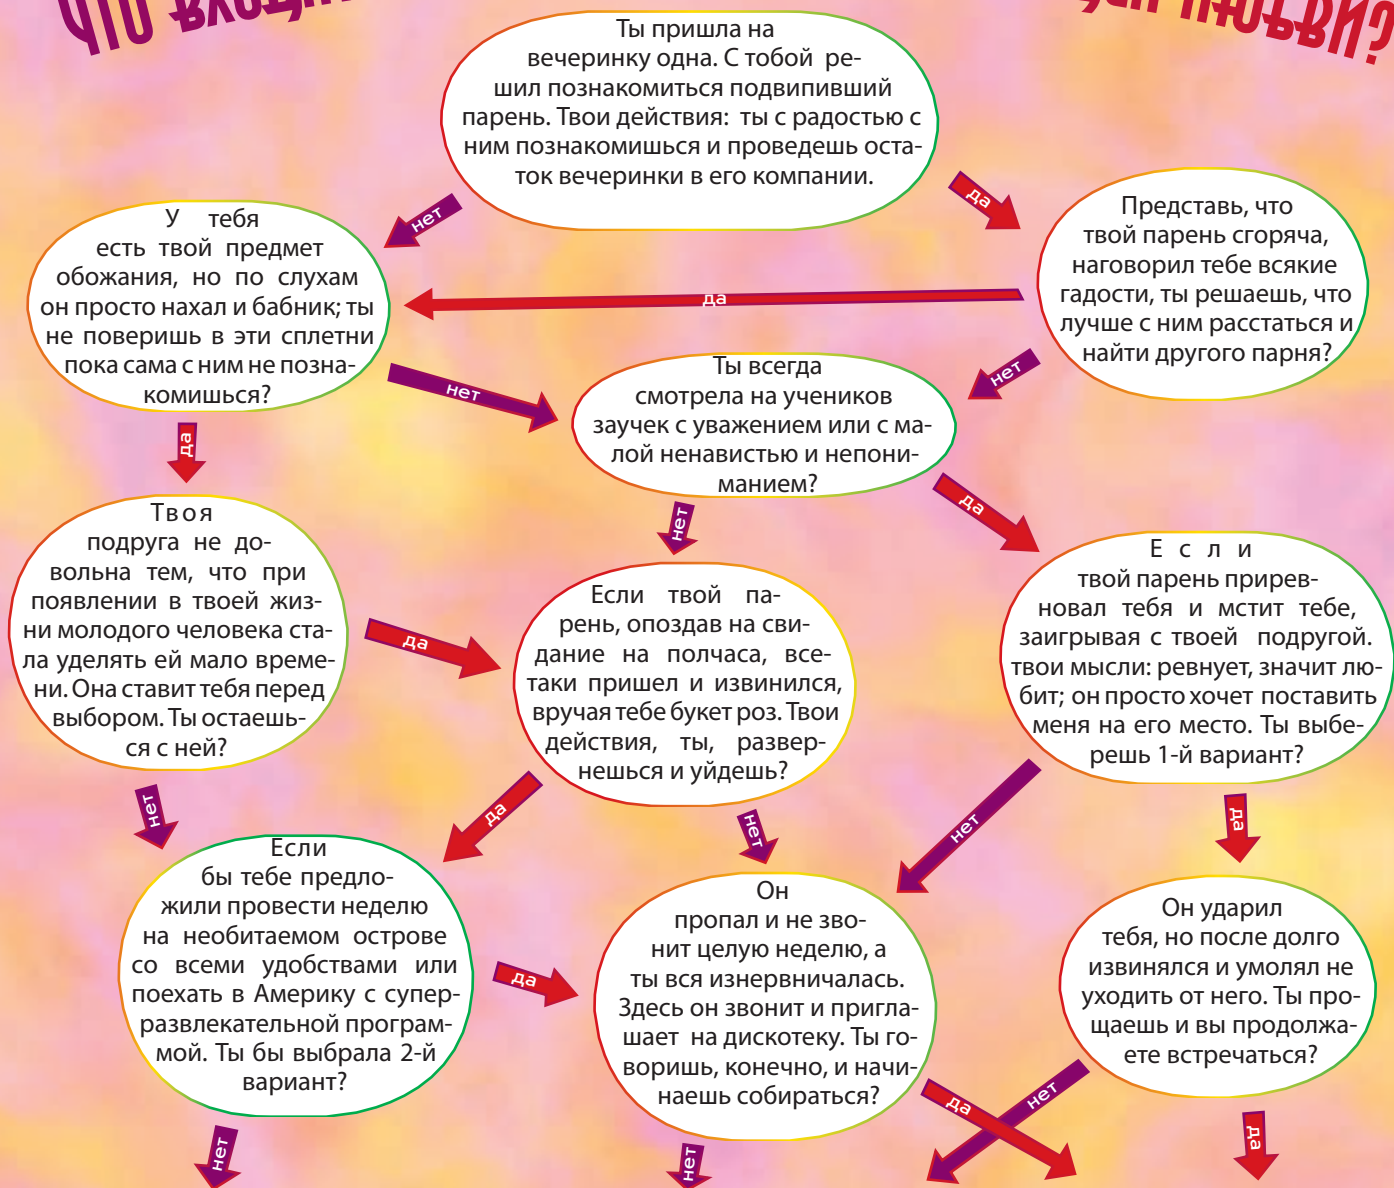 Ты пришла на
вечеринку одна. С тобой ре-
шил познакомиться подвипивший
парень. Твои действия: ты с радостью с
ним познакомишься и проведешь оста-
ток вечеринки в его компании.
нет
да
У тебя
есть твой предмет
обожания, но по слухам
он просто нахал и бабник; ты
не поверишь в эти сплетни
пока сама с ним не позна-
комишься?
Представь, что
твой парень сгоряча,
наговорил тебе всякие
гадости, ты решаешь, что
лучше с ним расстаться и
найти другого парня?
да
нет
нет
да
Ты всегда
смотрела на учеников
заучек с уважением или с ма-
лой ненавистью и непони-
манием?
нет
да
Твоя
подруга не до-
вольна тем, что при
появлении в твоей жиз-
ни молодого человека ста-
ла уделять ей мало време-
ни. Она ставит тебя перед
выбором. Ты остаешь-
ся с ней?
да
нет
Если твой па-
рень, опоздав на сви-
дание на полчаса, все-
таки пришел и извинился,
вручая тебе букет роз. Твои
действия, ты, развер-
нешься и уйдешь?
да
нет
Если
твой парень прирев-
новал тебя и мстит тебе,
заигрывая с твоей подругой.
твои мысли: ревнует, значит лю-
бит; он просто хочет поставить
меня на его место. Ты выбе-
решь 1-й вариант?
нет
да
Если
бы тебе предло-
жили провести неделю
на необитаемом острове
со всеми удобствами или
поехать в Америку с супер-
развлекательной програм-
мой. Ты бы выбрала 2-й
вариант?
да
нет
Он
пропал и не зво-
нит целую неделю, а
ты вся изнервничалась.
Здесь он звонит и пригла-
шает на дискотеку. Ты го-
воришь, конечно, и начи-
наешь собираться?
да
нет
Он ударил
тебя, но после долго
извинялся и умолял не
уходить от него. Ты про-
щаешь и вы продолжа-
ете встречаться?
нет
да